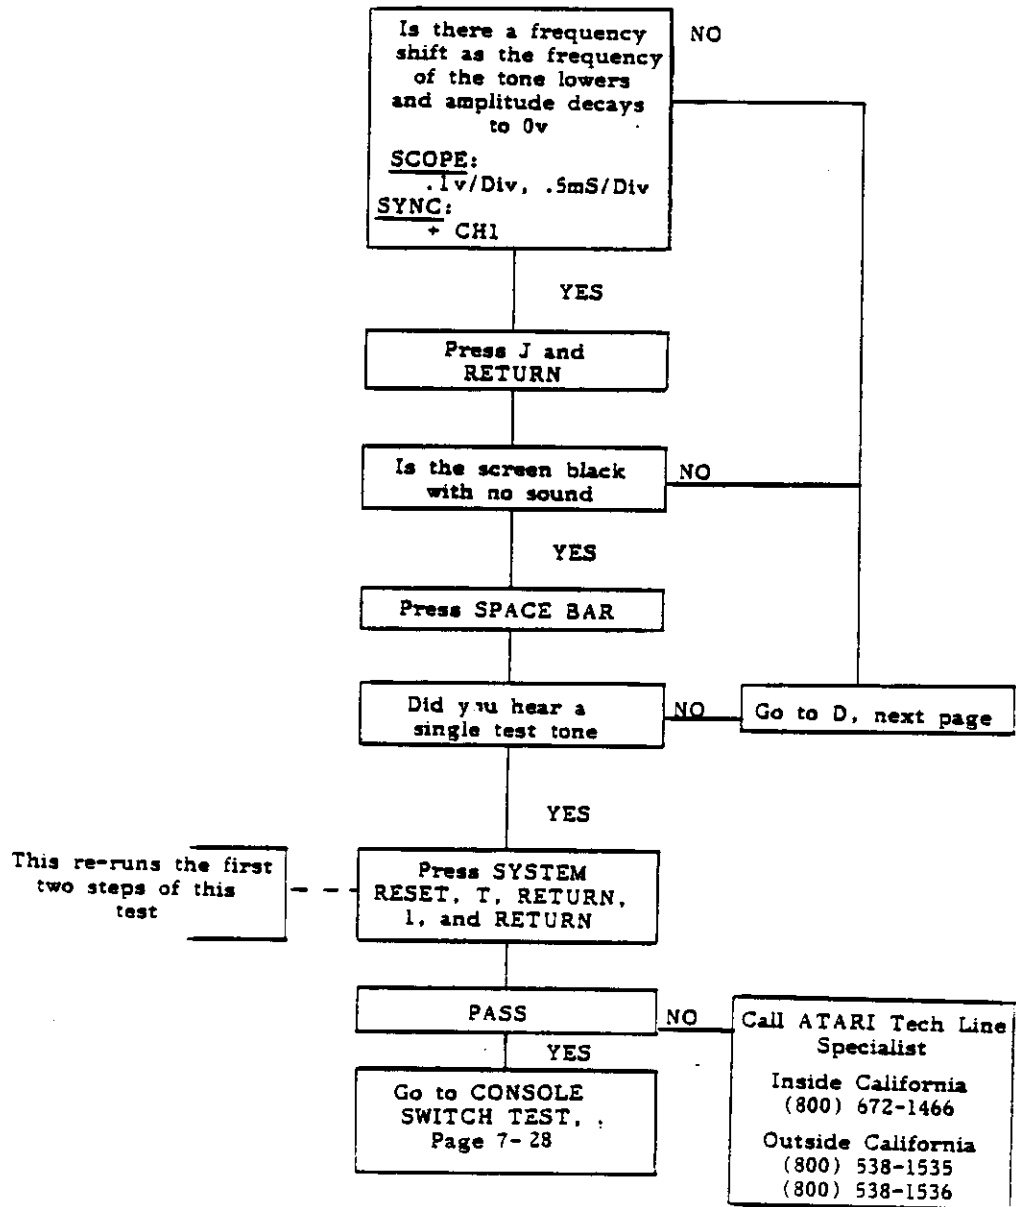 Is there a frequency
shift as the frequency
of the tone lowers
and amplitude decays
to 0v
SCOPE:
.1v/Div, .5mS/Div
SYNC:
+ CH1
NO
YES
Press J and
RETURN
Is the screen black
with no sound
NO
YES
Press SPACE BAR
Did you hear a
single test tone
NO
Go to D, next page
YES
This re-runs the first
two steps of this
test
Press SYSTEM
RESET, T, RETURN,
1, and RETURN
PASS
NO
YES
Call ATARI Tech Line
Specialist
Inside California
(800) 672-1466
Outside California
(800) 538-1535
(800) 538-1536
Go to CONSOLE
SWITCH TEST,
Page 7-28